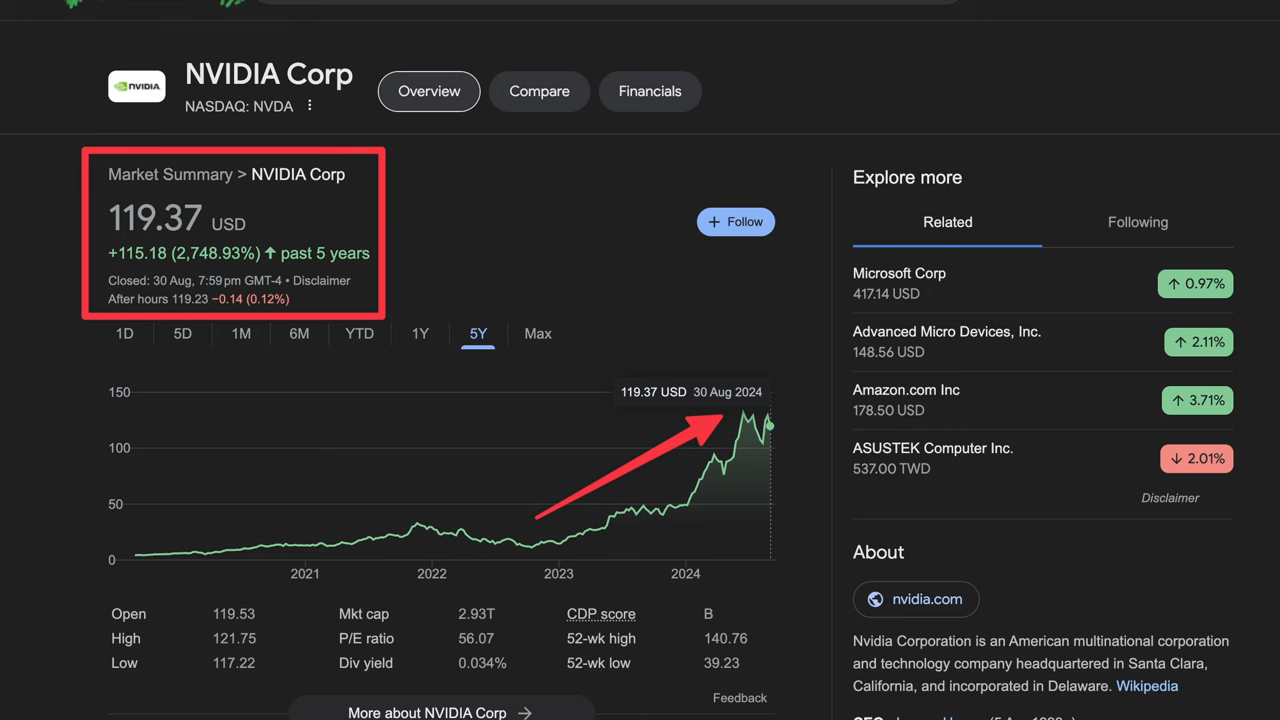 NVIDIA Corp
NVIDIA
NASDAQ: NVDA
Overview
Compare
Financials
Market Summary > NVIDIA Corp
119.37 USD
+115.18 (2,748.93%) ↑ past 5 years
Closed: 30 Aug, 7:59 pm GMT-4 • Disclaimer
After hours 119.23 −0.14 (0.12%)
+ Follow
1D 5D 1M 6M YTD 1Y 5Y Max
119.37 USD 30 Aug 2024
150
100
50
0
2021 2022 2023 2024
Open 119.53 Mkt cap 2.93T CDP score B
High 121.75 P/E ratio 56.07 52-wk high 140.76
Low 117.22 Div yield 0.034% 52-wk low 39.23
Feedback
More about NVIDIA Corp →
Explore more
Related Following
Microsoft Corp
417.14 USD
↑ 0.97%
Advanced Micro Devices, Inc.
148.56 USD
↑ 2.11%
Amazon.com Inc
178.50 USD
↑ 3.71%
ASUSTEK Computer Inc.
537.00 TWD
↓ 2.01%
Disclaimer
About
nvidia.com
Nvidia Corporation is an American multinational corporation
and technology company headquartered in Santa Clara,
California, and incorporated in Delaware. Wikipedia